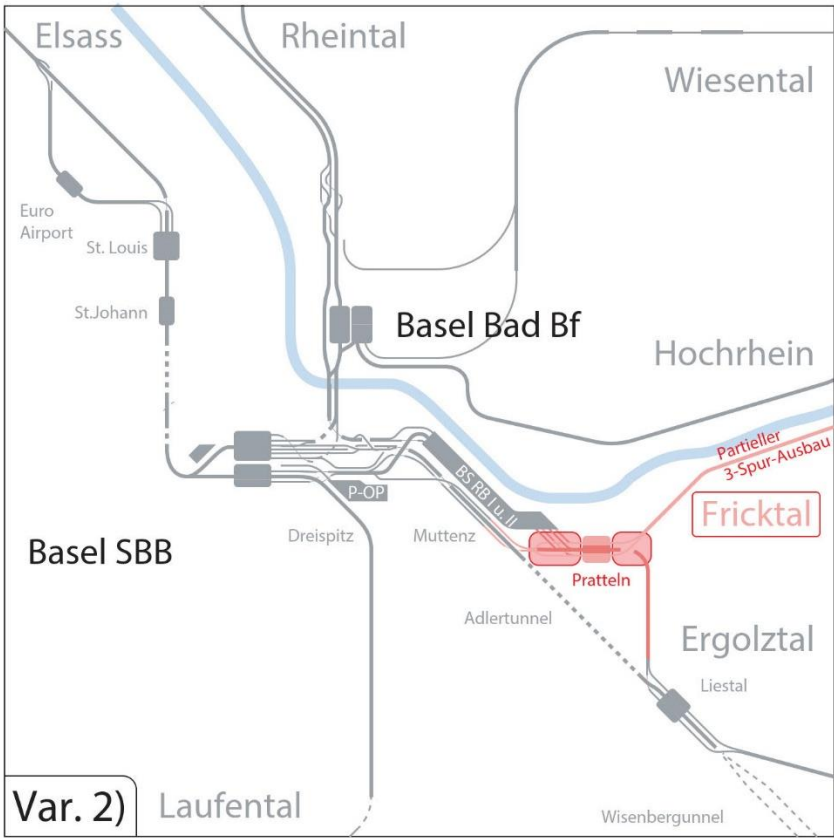 Elsass
Rheintal
Wiesental
Euro
Airport
St. Louis
St.Johann
Basel Bad Bf
Hochrhein
Partieller
3-Spur-Ausbau
Fricktal
BS RB I u. II
P-OP
Dreispitz
Muttenz
Basel SBB
Pratteln
Adlertunnel
Ergolztal
Liestal
Var. 2)
Laufental
Wisenbergunnel